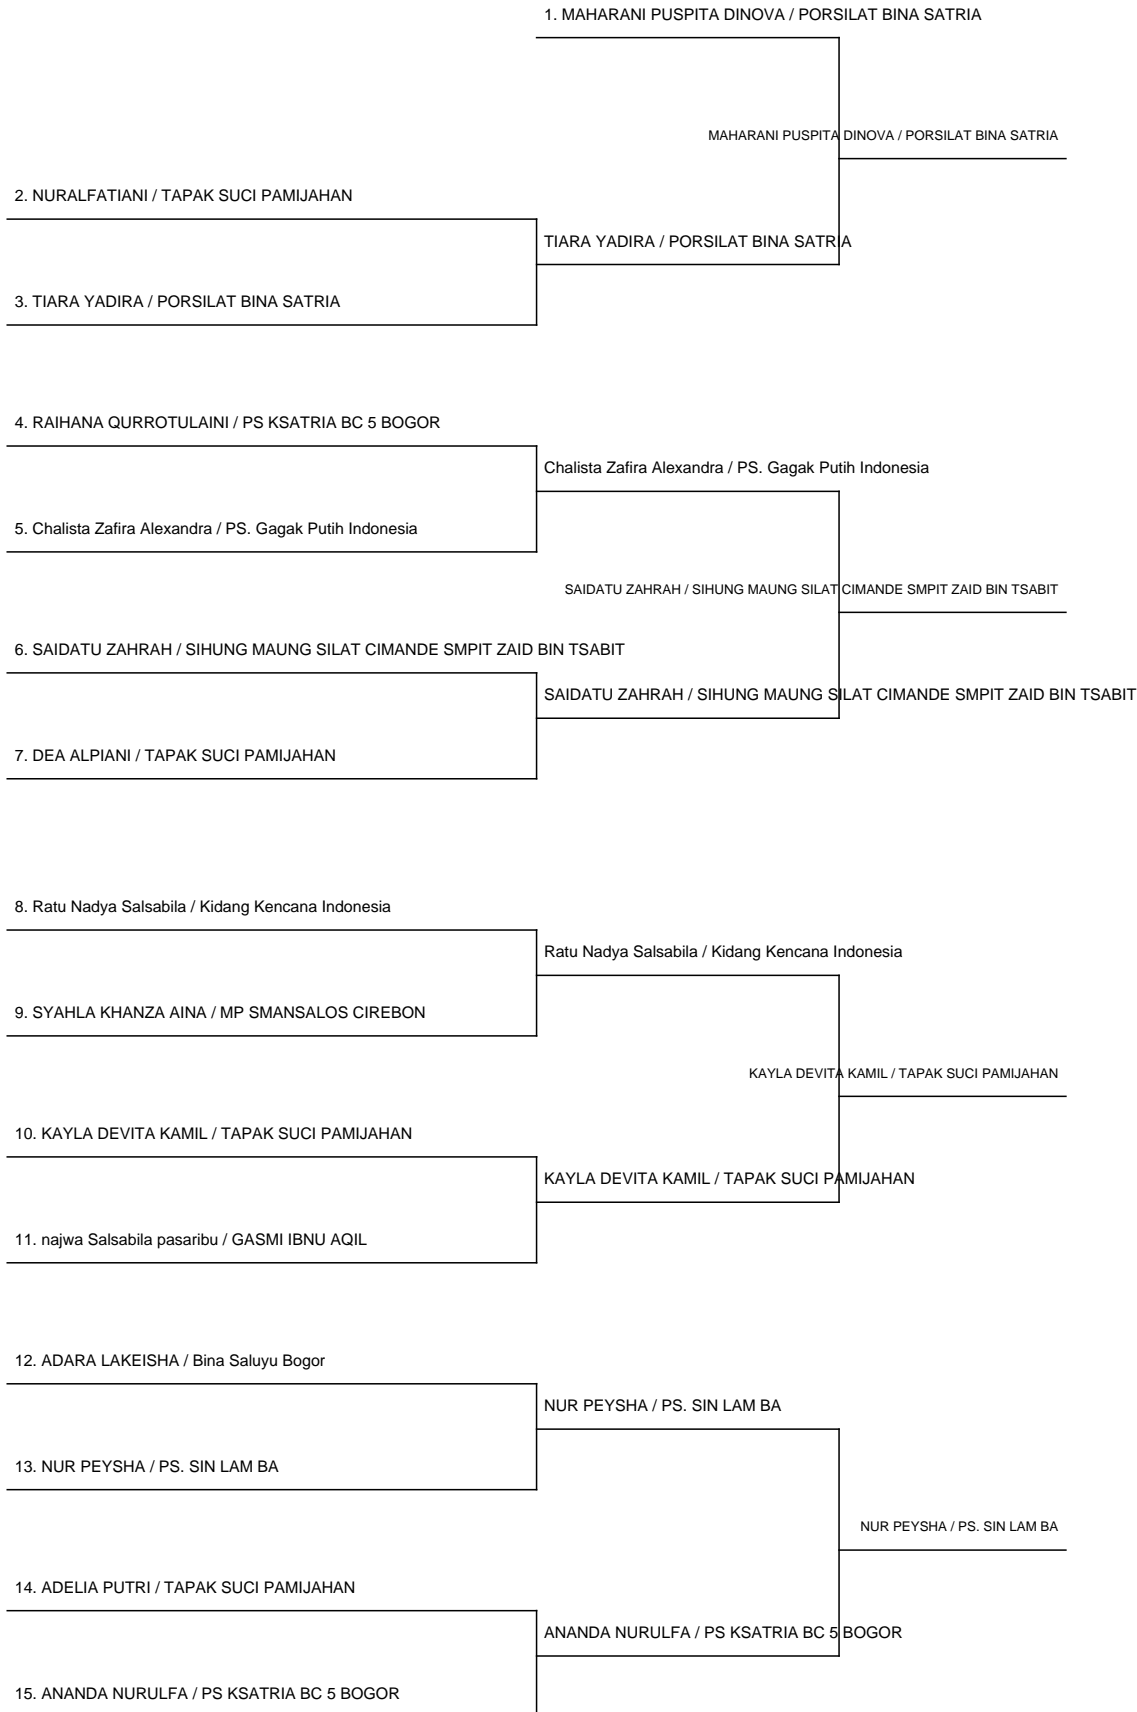 1. MAHARANI PUSPITA DINOVA / PORSILAT BINA SATRIA
MAHARANI PUSPITA DINOVA / PORSILAT BINA SATRIA
2. NURALFATIANI / TAPAK SUCI PAMIJAHAN
TIARA YADIRA / PORSILAT BINA SATRIA
3. TIARA YADIRA / PORSILAT BINA SATRIA
4. RAIHANA QURROTULAINI / PS KSATRIA BC 5 BOGOR
Chalista Zafira Alexandra / PS. Gagak Putih Indonesia
5. Chalista Zafira Alexandra / PS. Gagak Putih Indonesia
SAIDATU ZAHRAH / SIHUNG MAUNG SILAT CIMANDE SMPIT ZAID BIN TSABIT
6. SAIDATU ZAHRAH / SIHUNG MAUNG SILAT CIMANDE SMPIT ZAID BIN TSABIT
SAIDATU ZAHRAH / SIHUNG MAUNG SILAT CIMANDE SMPIT ZAID BIN TSABIT
7. DEA ALPIANI / TAPAK SUCI PAMIJAHAN
8. Ratu Nadya Salsabila / Kidang Kencana Indonesia
Ratu Nadya Salsabila / Kidang Kencana Indonesia
9. SYAHLA KHANZA AINA / MP SMANSALOS CIREBON
KAYLA DEVITA KAMIL / TAPAK SUCI PAMIJAHAN
10. KAYLA DEVITA KAMIL / TAPAK SUCI PAMIJAHAN
KAYLA DEVITA KAMIL / TAPAK SUCI PAMIJAHAN
11. najwa Salsabila pasaribu / GASMI IBNU AQIL
12. ADARA LAKEISHA / Bina Saluyu Bogor
NUR PEYSHA / PS. SIN LAM BA
13. NUR PEYSHA / PS. SIN LAM BA
NUR PEYSHA / PS. SIN LAM BA
14. ADELIA PUTRI / TAPAK SUCI PAMIJAHAN
ANANDA NURULFA / PS KSATRIA BC 5 BOGOR
15. ANANDA NURULFA / PS KSATRIA BC 5 BOGOR